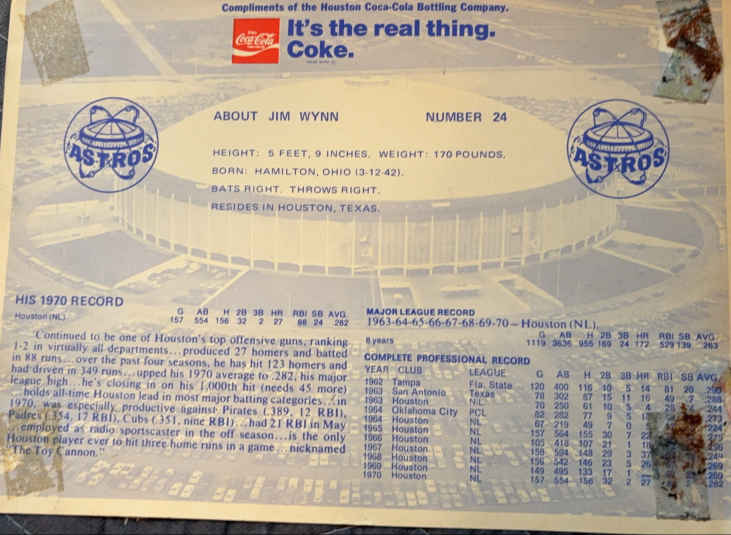 Compliments of the Houston Coca-Cola Bottling Company.
Coca-Cola
It's the real thing.
Coke.
ABOUT JIM WYNN NUMBER 24
ASTROS
ASTROS
HEIGHT: 5 FEET, 9 INCHES. WEIGHT: 170 POUNDS.
BORN: HAMILTON, OHIO (3-12-42).
BATS RIGHT. THROWS RIGHT.
RESIDES IN HOUSTON, TEXAS.
HIS 1970 RECORD
G AB H 2B 3B HR RBI SB AVG.
Houston (NL) 157 554 156 32 2 27 88 24 .282
"Continued to be one of Houston's top offensive guns, ranking
1-2 in virtually all departments...produced 27 homers and batted
in 88 runs...over the past four seasons, he has hit 123 homers and
had driven in 349 runs...upped his 1970 average to .282, his major
league high...he's closing in on his 1,000th hit (needs 45 more)
...holds all-time Houston lead in most major batting categories...in
1970, was especially productive against Pirates (.389, 12 RBI),
Padres (.354, 17 RBI), Cubs (.351, nine RBI)...had 21 RBI in May
...employed as radio sportscaster in the off season...is the only
Houston player ever to hit three home runs in a game...nicknamed
"The Toy Cannon."
MAJOR LEAGUE RECORD
1963-64-65-66-67-68-69-70 — Houston (NL).
G AB H 2B 3B HR RBI SB AVG.
8 years 1119 3636 955 169 24 172 529 139 .263
COMPLETE PROFESSIONAL RECORD
YEAR CLUB LEAGUE G AB H 2B 3B HR RBI SB AVG.
1962 Tampa Fla. State 120 400 116 10 5 14 81 20
1963 San Antonio Texas 78 302 87 15 11 16 49
1963 Houston NL 70 250 61 10 5 4 .244
1964 Oklahoma City PCL 82 282 77
Houston NL 67 219 49 7 0 .224
1965 Houston NL 157 564 155 30 7 22
1966 Houston NL 105 418 107 21
1967 Houston NL 158 594 148 29 3 37
1968 Houston NL 156 542 146 23 5 26 .269
1969 Houston NL 149 495 133 17 1 .269
1970 Houston NL 157 554 156 32 2 27 .282